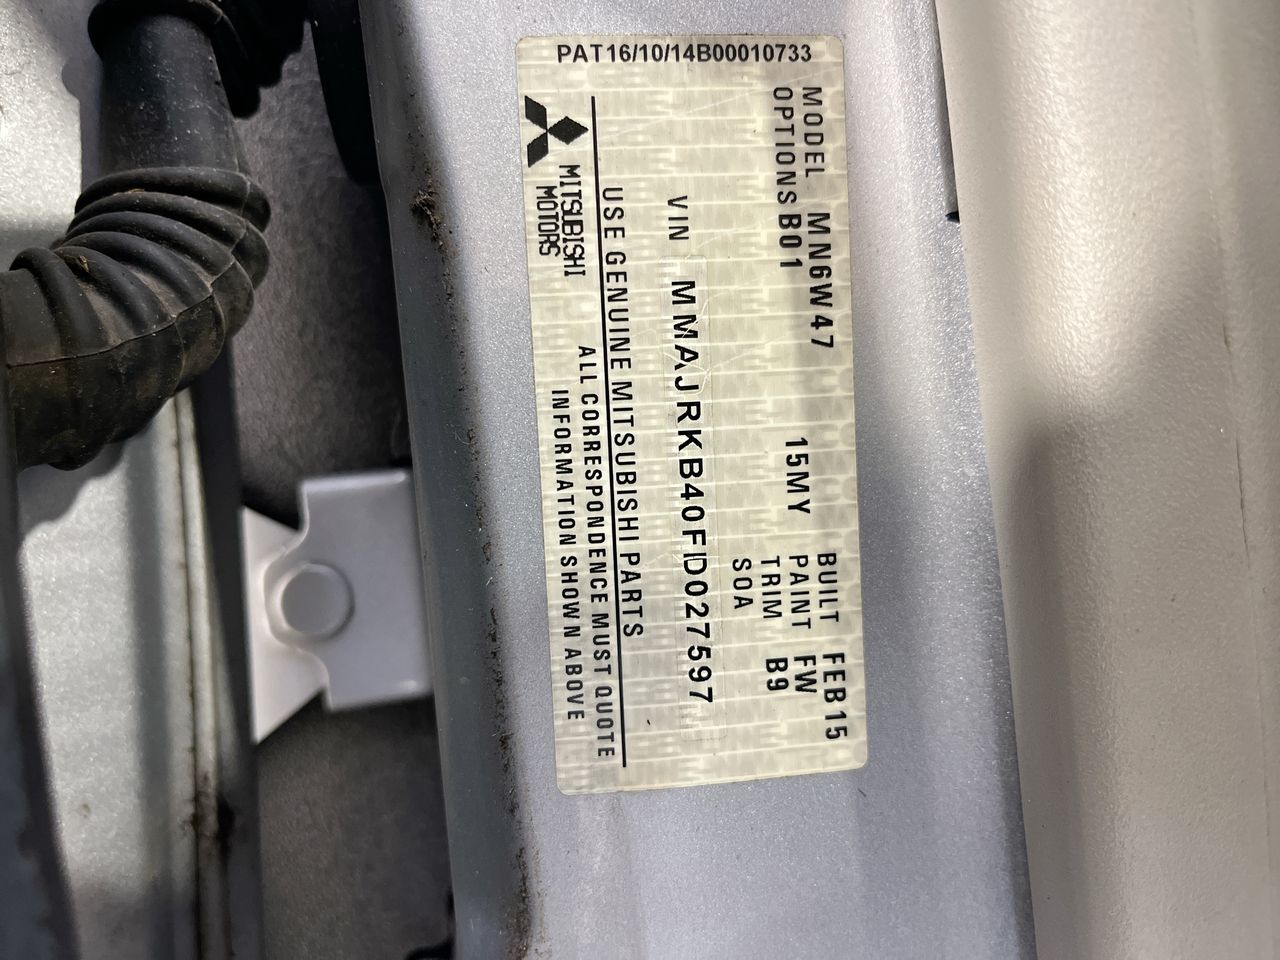 PAT16/10/14B00010733
MODEL MN6W47 BUILT FEB15
OPTIONS B01 15MY PAINT FW
TRIM B9
SOA
VIN MMAJRKB40FD027597
USE GENUINE MITSUBISHI PARTS
MITSUBISHI
MOTORS
ALL CORRESPONDENCE MUST QUOTE
INFORMATION SHOWN ABOVE